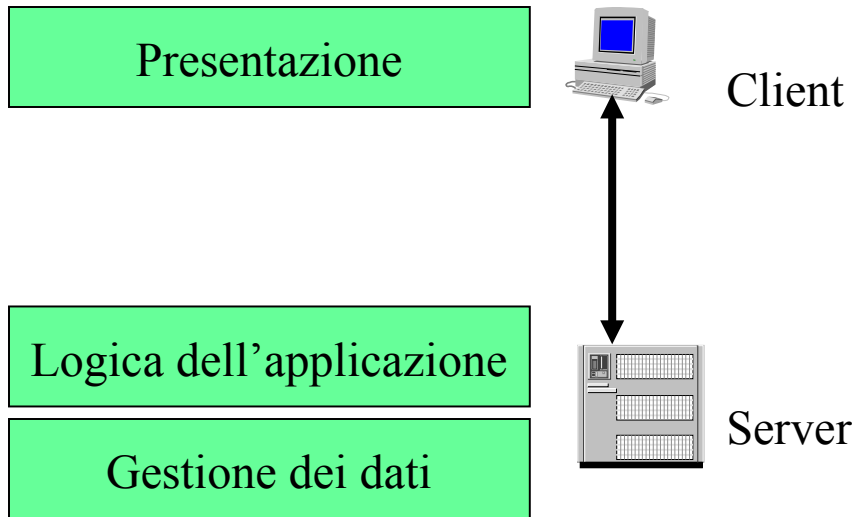 Presentazione
Client
Logica dell’applicazione
Server
Gestione dei dati